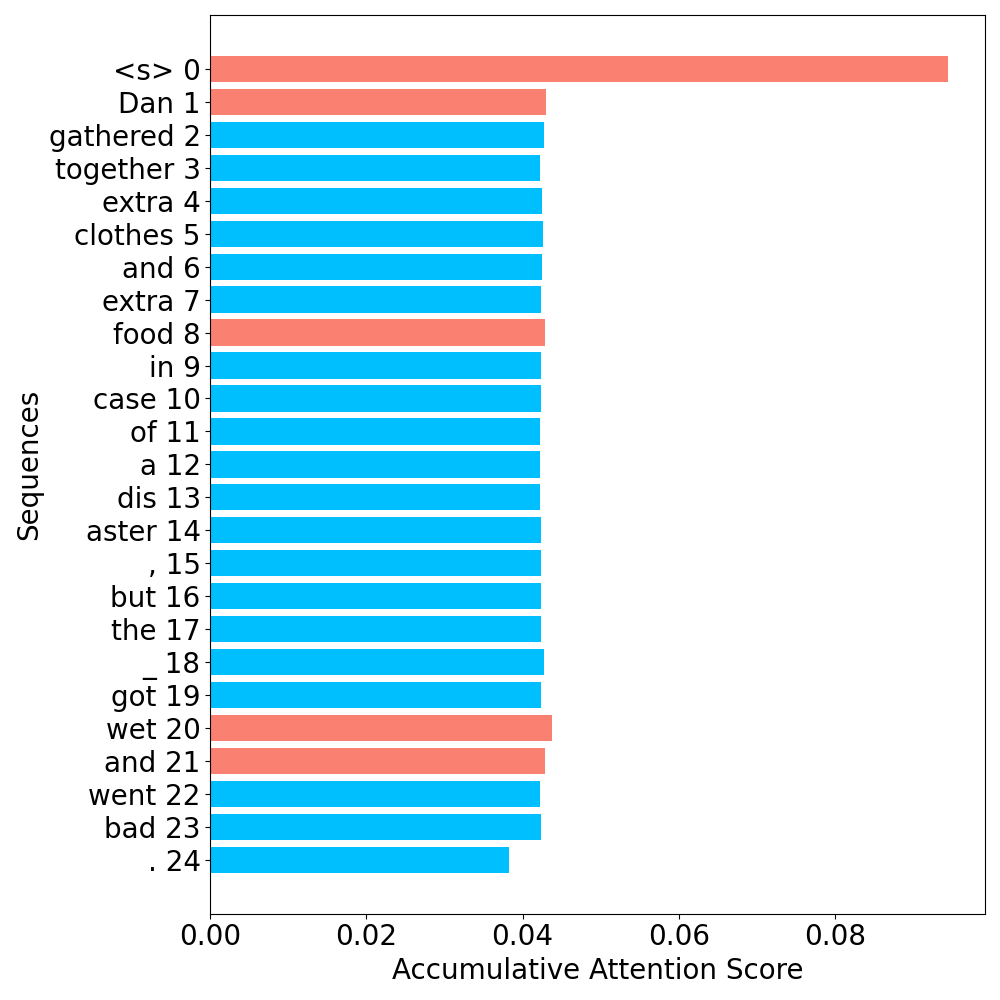 <s> 0
Dan 1
gathered 2
together 3
extra 4
clothes 5
and 6
extra 7
food 8
in 9
case 10
of 11
a 12
dis 13
aster 14
, 15
but 16
the 17
_ 18
got 19
wet 20
and 21
went 22
bad 23
. 24
Sequences
0.00 0.02 0.04 0.06 0.08
Accumulative Attention Score